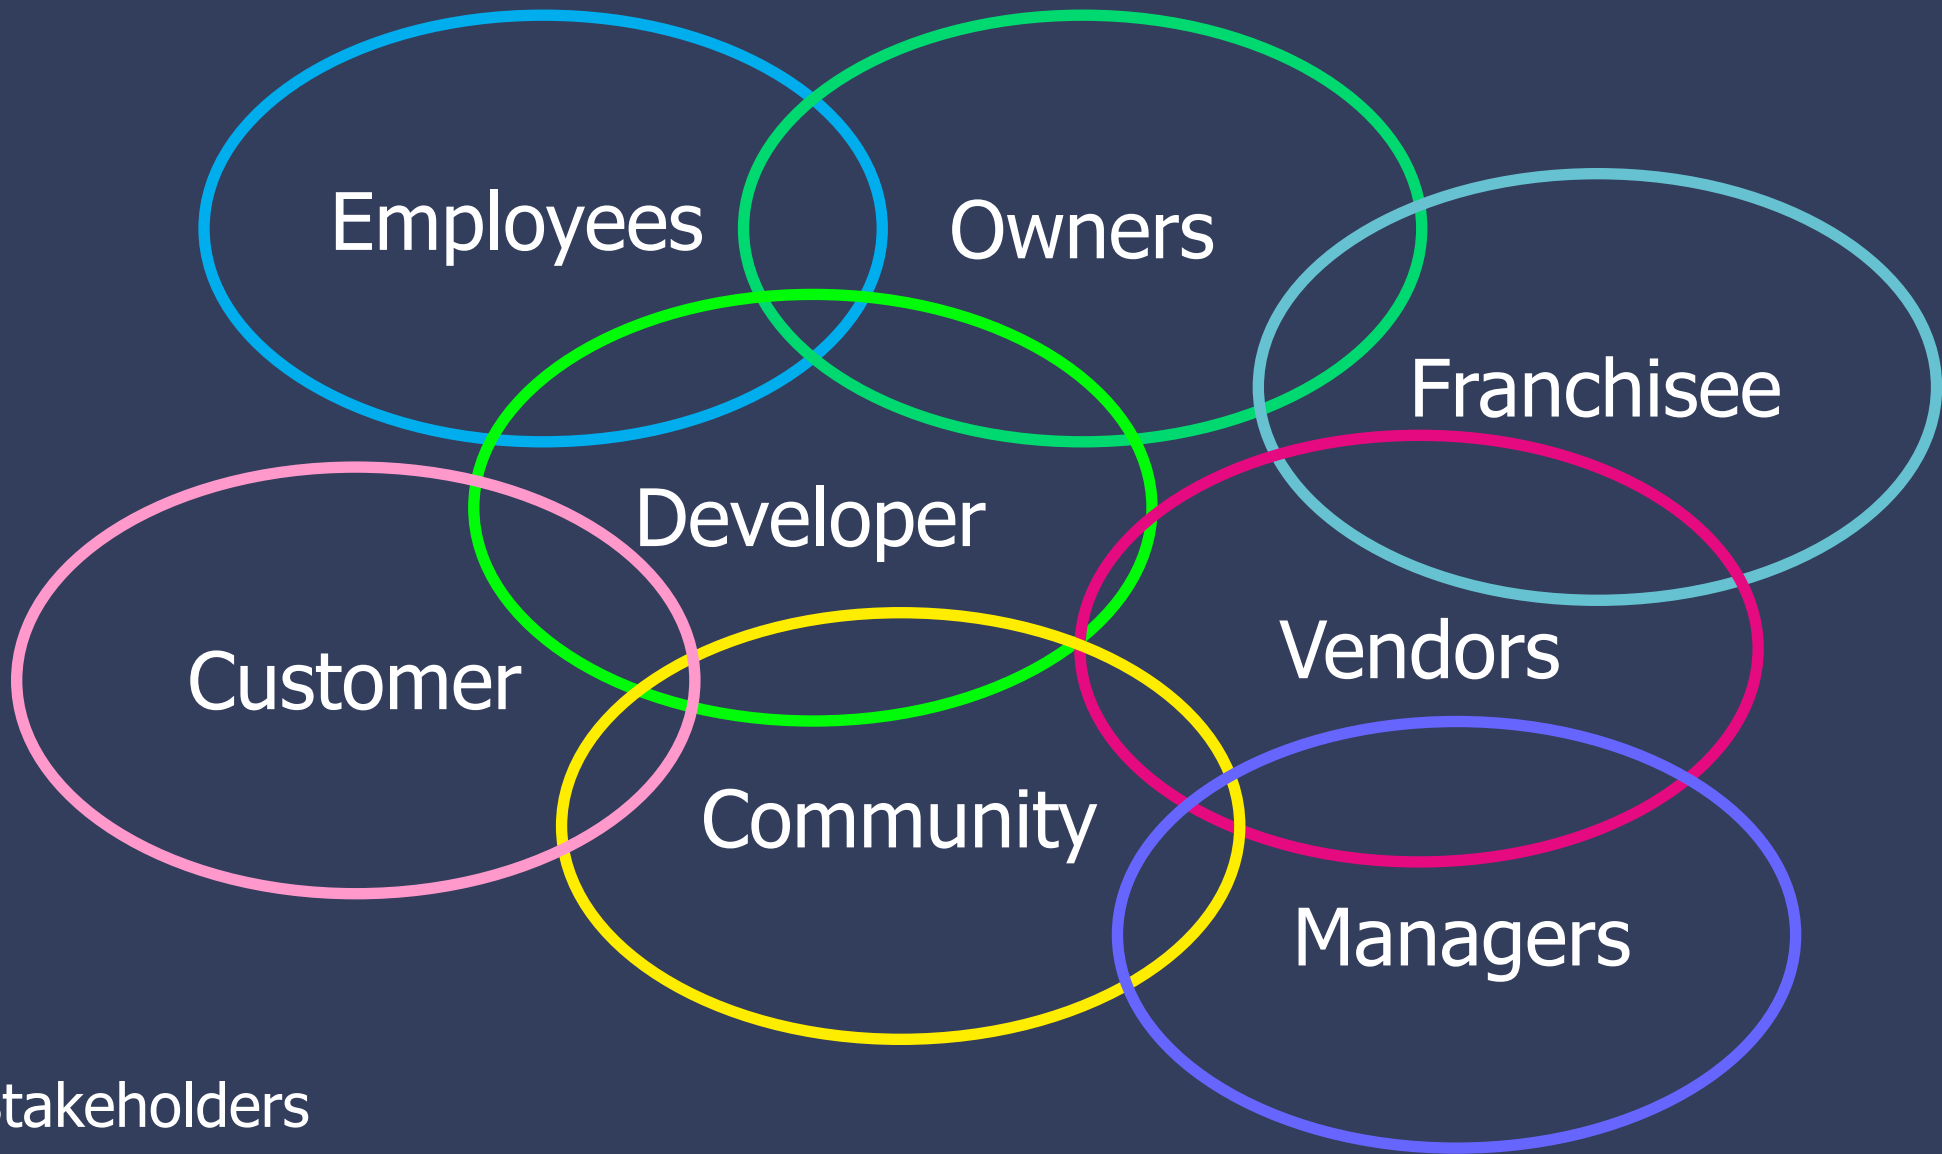 Employees
Owners
Franchisee
Developer
Vendors
Customer
Community
Managers
takeholders